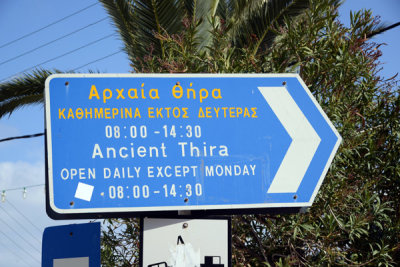 Αρχαία Θήρα
ΚΑΘΗΜΕΡΙΝΑ ΕΚΤΟΣ ΔΕΥΤΕΡΑΣ
08:00-14:30
Ancient Thira
OPEN DAILY EXCEPT MONDAY
08:00-14:30